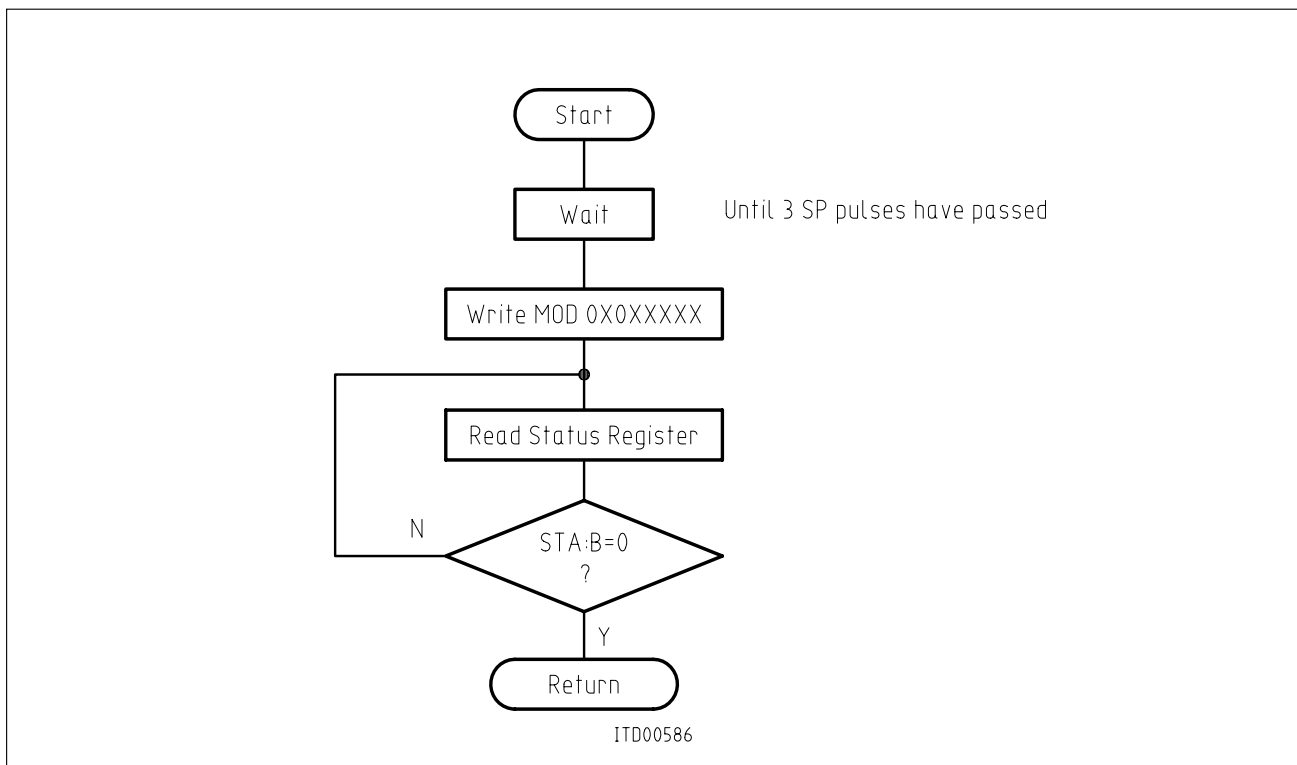 Start
Wait
Until 3 SP pulses have passed
Write MOD 0X0XXXXX
Read Status Register
N
STA:B=0
?
Y
Return
ITD00586